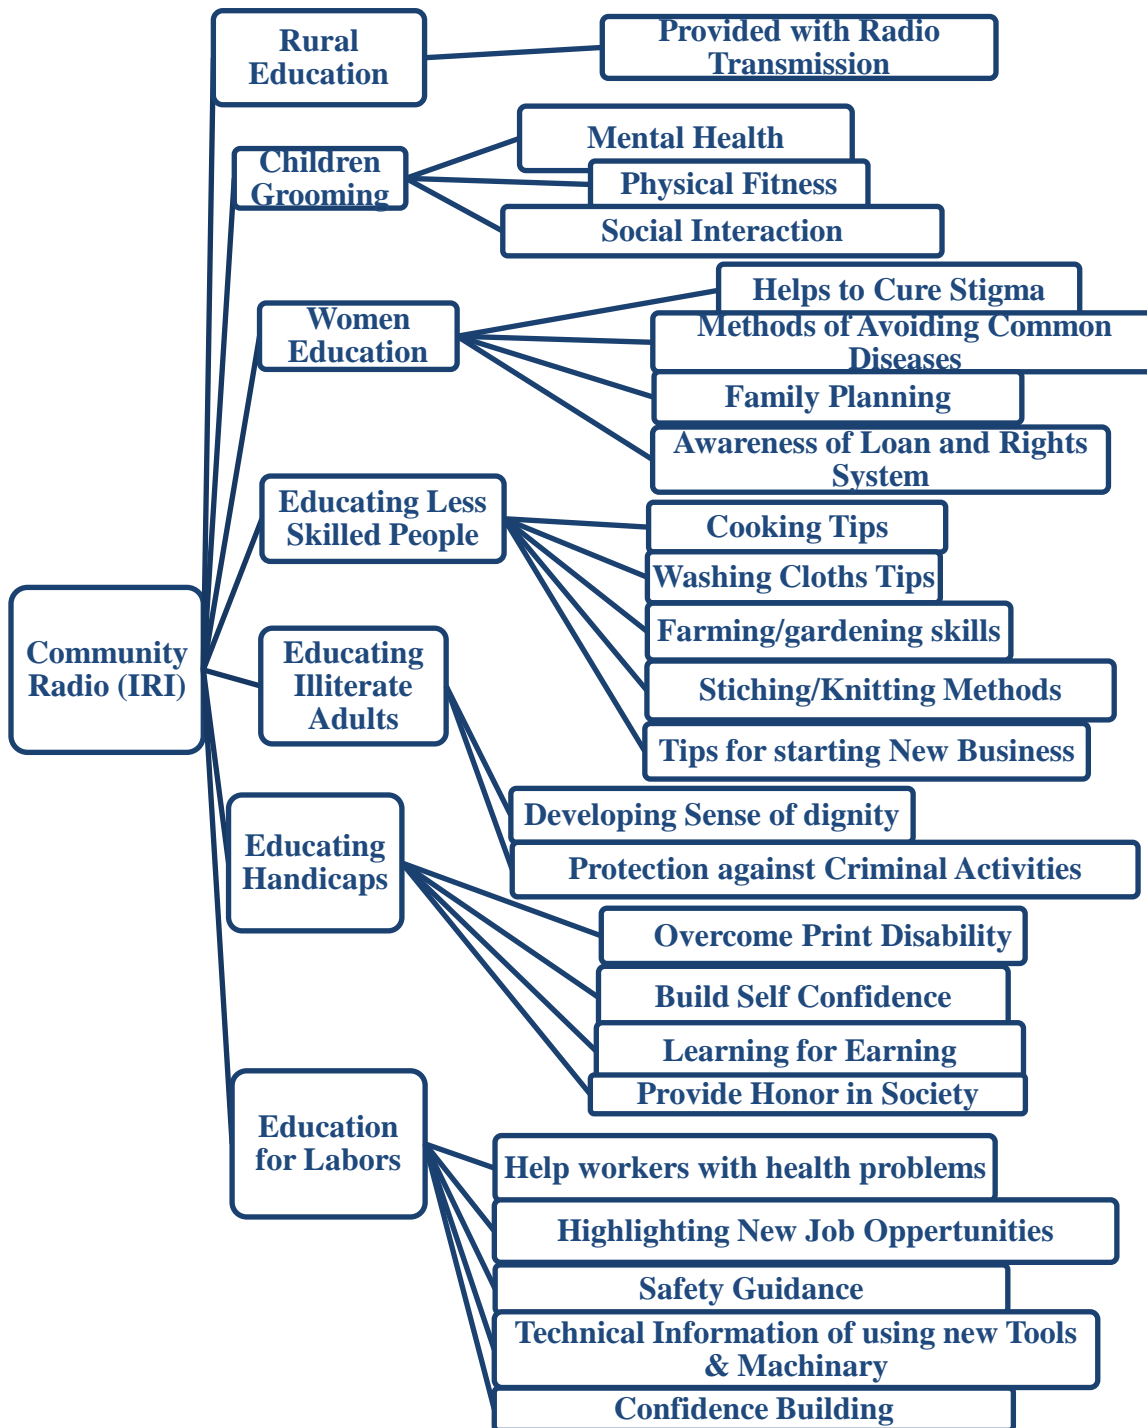 Rural
Education
Provided with Radio
Transmission
Children
Grooming
Mental Health
Physical Fitness
Social Interaction
Women
Education
Helps to Cure Stigma
Methods of Avoiding Common
Diseases
Family Planning
Awareness of Loan and Rights
System
Educating Less
Skilled People
Cooking Tips
Washing Cloths Tips
Farming/gardening skills
Stiching/Knitting Methods
Tips for starting New Business
Community
Radio (IRI)
Educating
Illiterate
Adults
Developing Sense of dignity
Protection against Criminal Activities
Educating
Handicaps
Overcome Print Disability
Build Self Confidence
Learning for Earning
Provide Honor in Society
Education
for Labors
Help workers with health problems
Highlighting New Job Oppertunities
Safety Guidance
Technical Information of using new Tools
& Machinary
Confidence Building